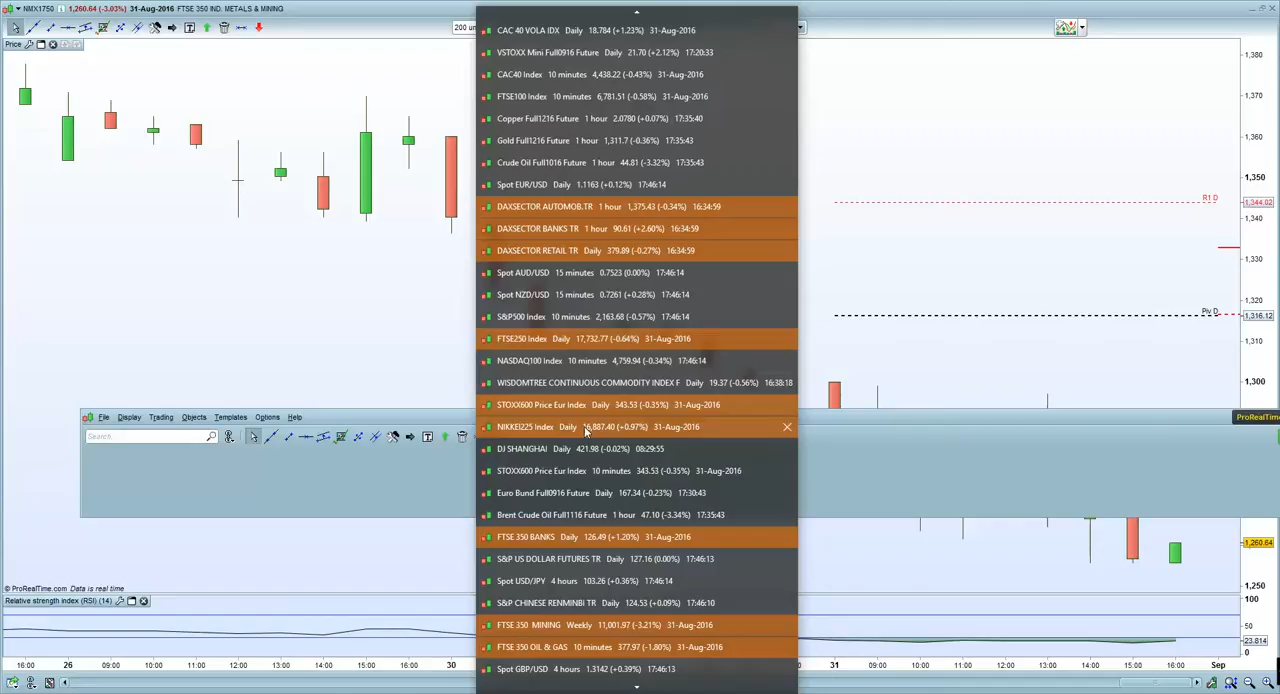 NMX1750 1,260.64 (-3.03%) 31-Aug-2016 FTSE 350 IND. METALS & MINING
200 un
Price
CAC 40 VOLA IDX Daily 18.784 (+1.23%) 31-Aug-2016
VSTOXX Mini Full0916 Future Daily 21.70 (+2.12%) 17:20:33
CAC40 Index 10 minutes 4,438.22 (-0.43%) 31-Aug-2016
FTSE100 Index 10 minutes 6,781.51 (-0.58%) 31-Aug-2016
Copper Full1216 Future 1 hour 2.0780 (+0.07%) 17:35:40
Gold Full1216 Future 1 hour 1,311.7 (-0.36%) 17:35:43
Crude Oil Full1016 Future 1 hour 44.81 (-3.32%) 17:35:43
Spot EUR/USD Daily 1.1163 (+0.12%) 17:46:14
DAXSECTOR AUTOMOB.TR 1 hour 1,375.43 (-0.34%) 16:34:59
DAXSECTOR BANKS TR 1 hour 90.61 (+2.60%) 16:34:59
DAXSECTOR RETAIL TR Daily 379.89 (-0.27%) 16:34:59
Spot AUD/USD 15 minutes 0.7523 (0.00%) 17:46:14
Spot NZD/USD 15 minutes 0.7261 (+0.28%) 17:46:14
S&P500 Index 10 minutes 2,163.68 (-0.57%) 17:46:14
FTSE250 Index Daily 17,732.77 (-0.64%) 31-Aug-2016
NASDAQ100 Index 10 minutes 4,759.94 (-0.34%) 17:46:14
WISDOMTREE CONTINUOUS COMMODITY INDEX F Daily 19.37 (-0.56%) 16:38:18
STOXX600 Price Eur Index Daily 343.53 (-0.35%) 31-Aug-2016
NIKKEI225 Index Daily 16,887.40 (+0.97%) 31-Aug-2016
DJ SHANGHAI Daily 421.98 (-0.02%) 08:29:55
STOXX600 Price Eur Index 10 minutes 343.53 (-0.35%) 31-Aug-2016
Euro Bund Full0916 Future Daily 167.34 (-0.23%) 17:30:43
Brent Crude Oil Full1116 Future 1 hour 47.10 (-3.34%) 17:35:43
FTSE 350 BANKS Daily 126.49 (+1.20%) 31-Aug-2016
S&P US DOLLAR FUTURES TR Daily 127.16 (0.00%) 17:46:13
Spot USD/JPY 4 hours 103.26 (+0.36%) 17:46:14
S&P CHINESE RENMINBI TR Daily 124.53 (+0.09%) 17:46:10
FTSE 350 MINING Weekly 11,001.97 (-3.21%) 31-Aug-2016
FTSE 350 OIL & GAS 10 minutes 377.97 (-1.80%) 31-Aug-2016
Spot GBP/USD 4 hours 1.3142 (+0.39%) 17:46:13
File Display Trading Objects Templates Options Help
Search...
ProRealTime
R1 D
Piv D
1,380
1,370
1,360
1,350
1,344.02
1,340
1,330
1,320
1,316.12
1,310
1,300
1,260.64
1,250
© ProRealTime.com Data is real time
Relative strength index (RSI) (14)
100
50
23.814
0
16:00 26 09:00 10:00 11:00 12:00 13:00 14:00 15:00 16:00 30 31 09:00 10:00 11:00 12:00 13:00 14:00 15:00 16:00 Sep